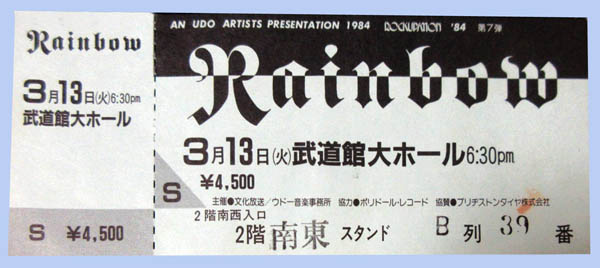 Rainbow
3月13日(火)6:30pm
武道館大ホール
S ¥4,500
AN UDO ARTISTS PRESENTATION 1984 ROCKUPATION '84 第7弾
Rainbow
3月13日(火)武道館大ホール6:30pm
S ¥4,500
主催●文化放送／ウドー音楽事務所 協力●ポリドール・レコード 協賛●ブリヂストンタイヤ株式会社
2階南西入口
2階 南東 スタンド B 列 39 番